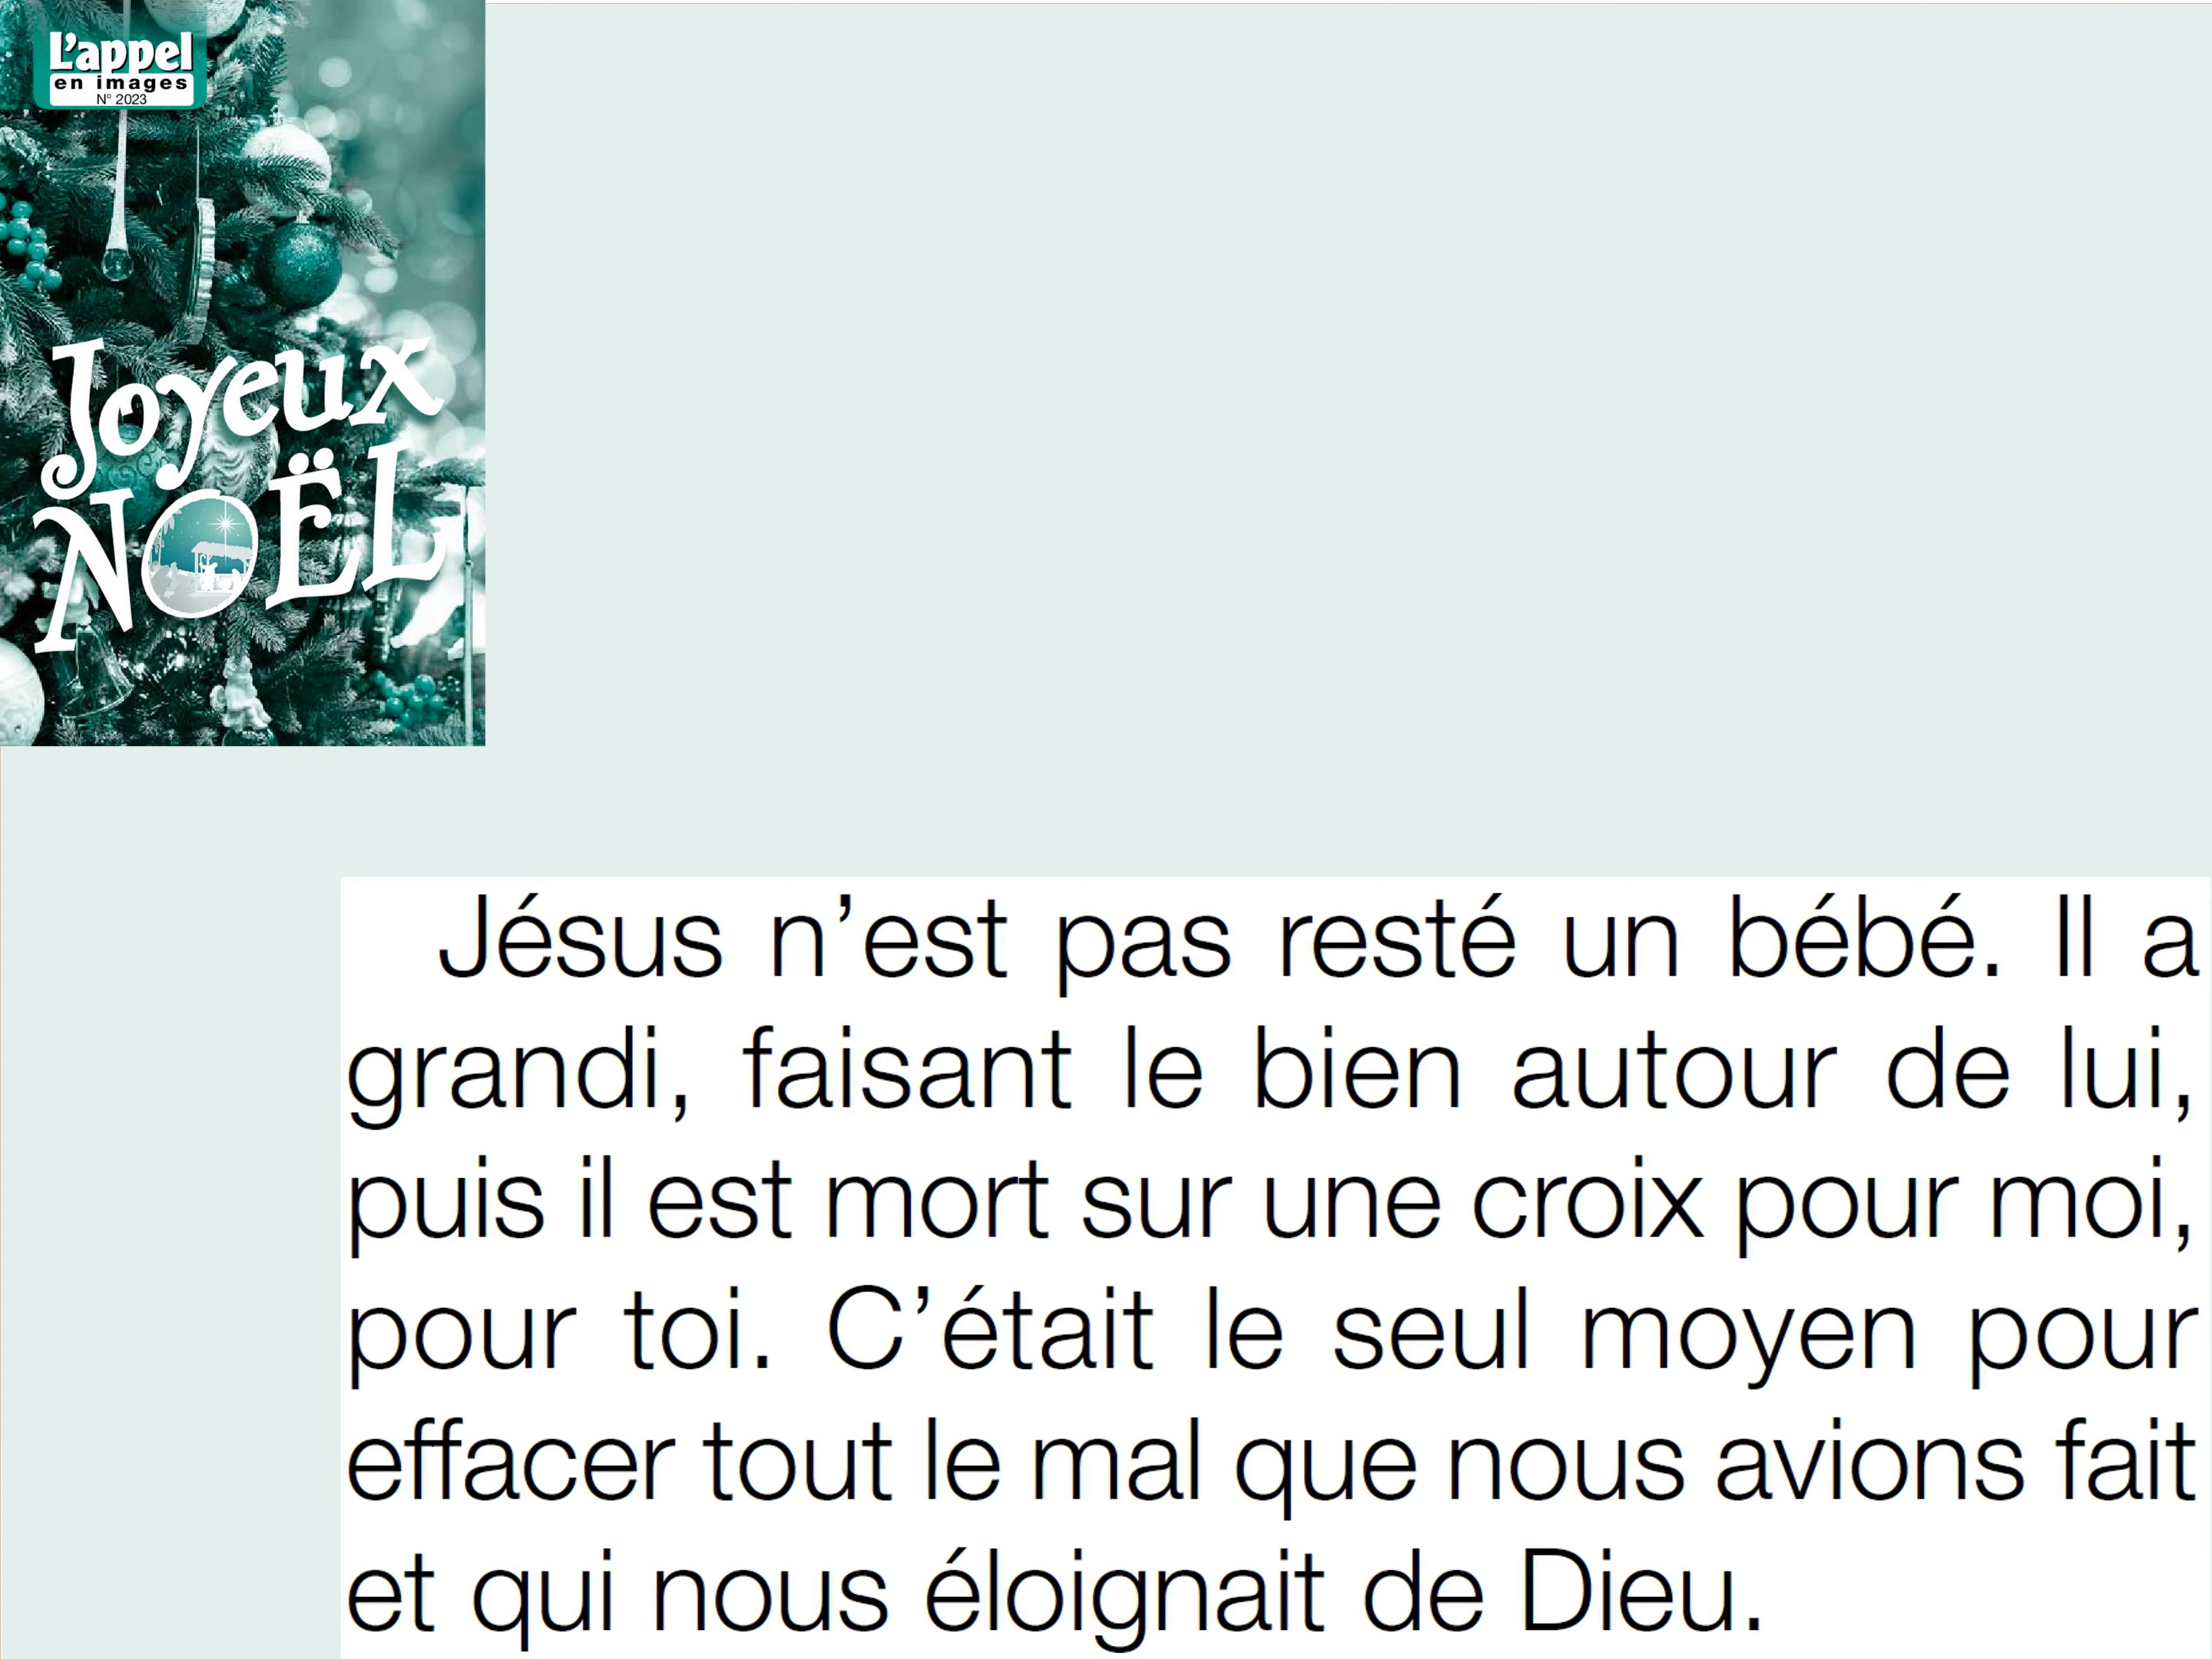 L’appel
en images
N° 2023
Joyeux
NOËL
Jésus n’est pas resté un bébé. Il a
grandi, faisant le bien autour de lui,
puis il est mort sur une croix pour moi,
pour toi. C’était le seul moyen pour
effacer tout le mal que nous avions fait
et qui nous éloignait de Dieu.